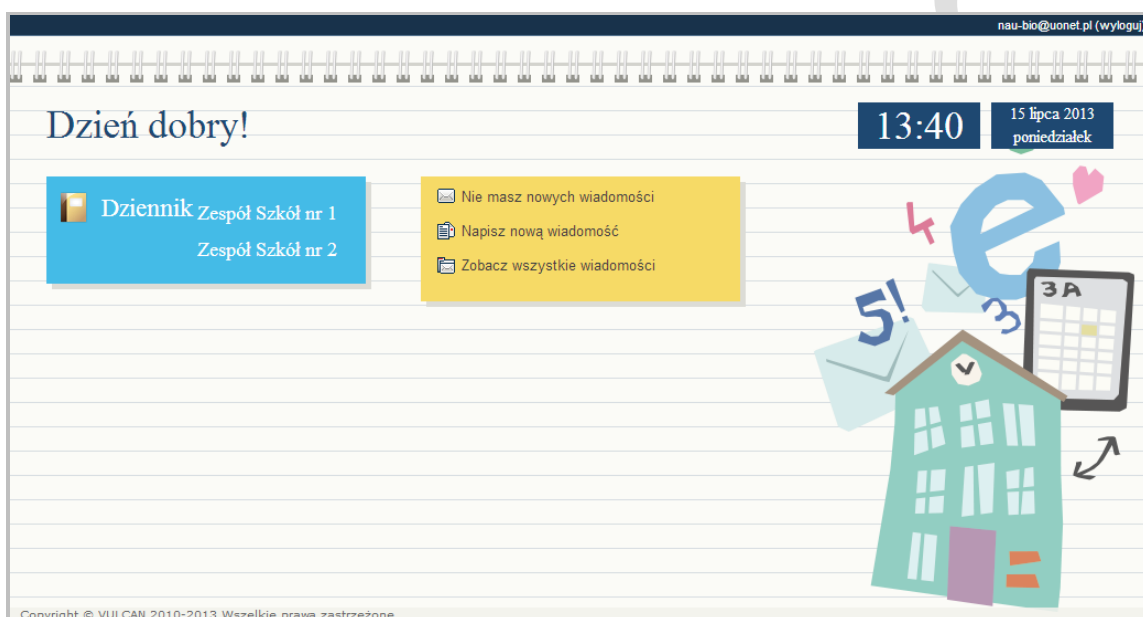 nau-bio@uonet.pl (wyloguj)
Dzień dobry!
13:40
15 lipca 2013
poniedziałek
Dziennik Zespół Szkół nr 1
Zespół Szkół nr 2
Nie masz nowych wiadomości
Napisz nową wiadomość
Zobacz wszystkie wiadomości
4
e
5!
3
3A
Copyright © VULCAN 2010-2013 Wszelkie prawa zastrzeżone